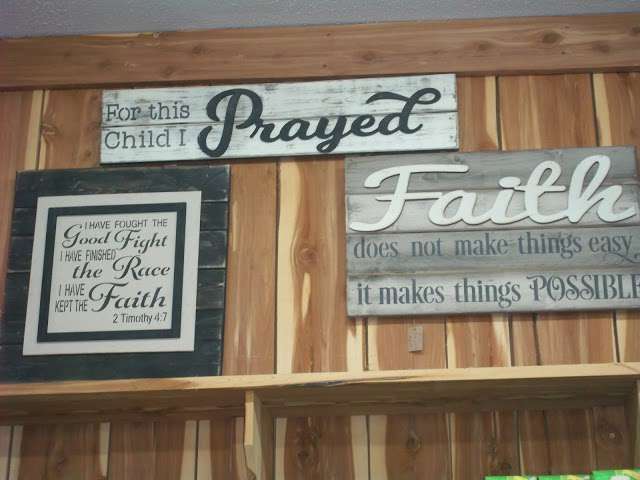 For this
Child I Prayed
I HAVE FOUGHT THE
Good Fight
I HAVE FINISHED
the Race
I HAVE
KEPT THE Faith
2 Timothy 4:7
Faith
does not make things easy
it makes things POSSIBLE